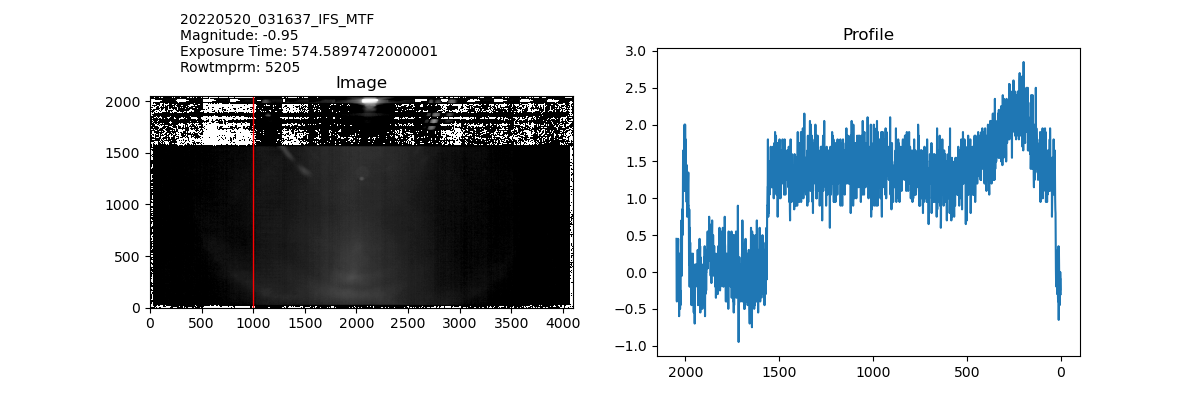 20220520_031637_IFS_MTF
Magnitude: -0.95
Exposure Time: 574.5897472000001
Rowtmprm: 5205
Image
2000
1500
1000
500
0
0 500 1000 1500 2000 2500 3000 3500 4000
Profile
3.0
2.5
2.0
1.5
1.0
0.5
0.0
−0.5
−1.0
2000 1500 1000 500 0